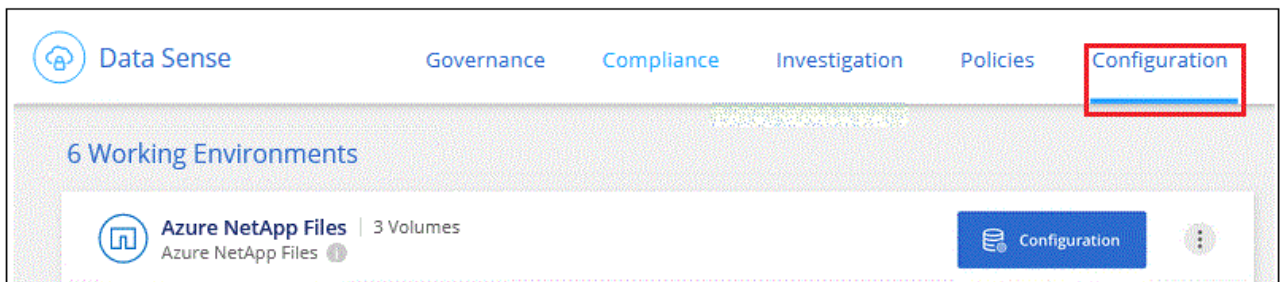 Data Sense Governance Compliance Investigation Policies Configuration
6 Working Environments
Azure NetApp Files | 3 Volumes
Azure NetApp Files
Configuration